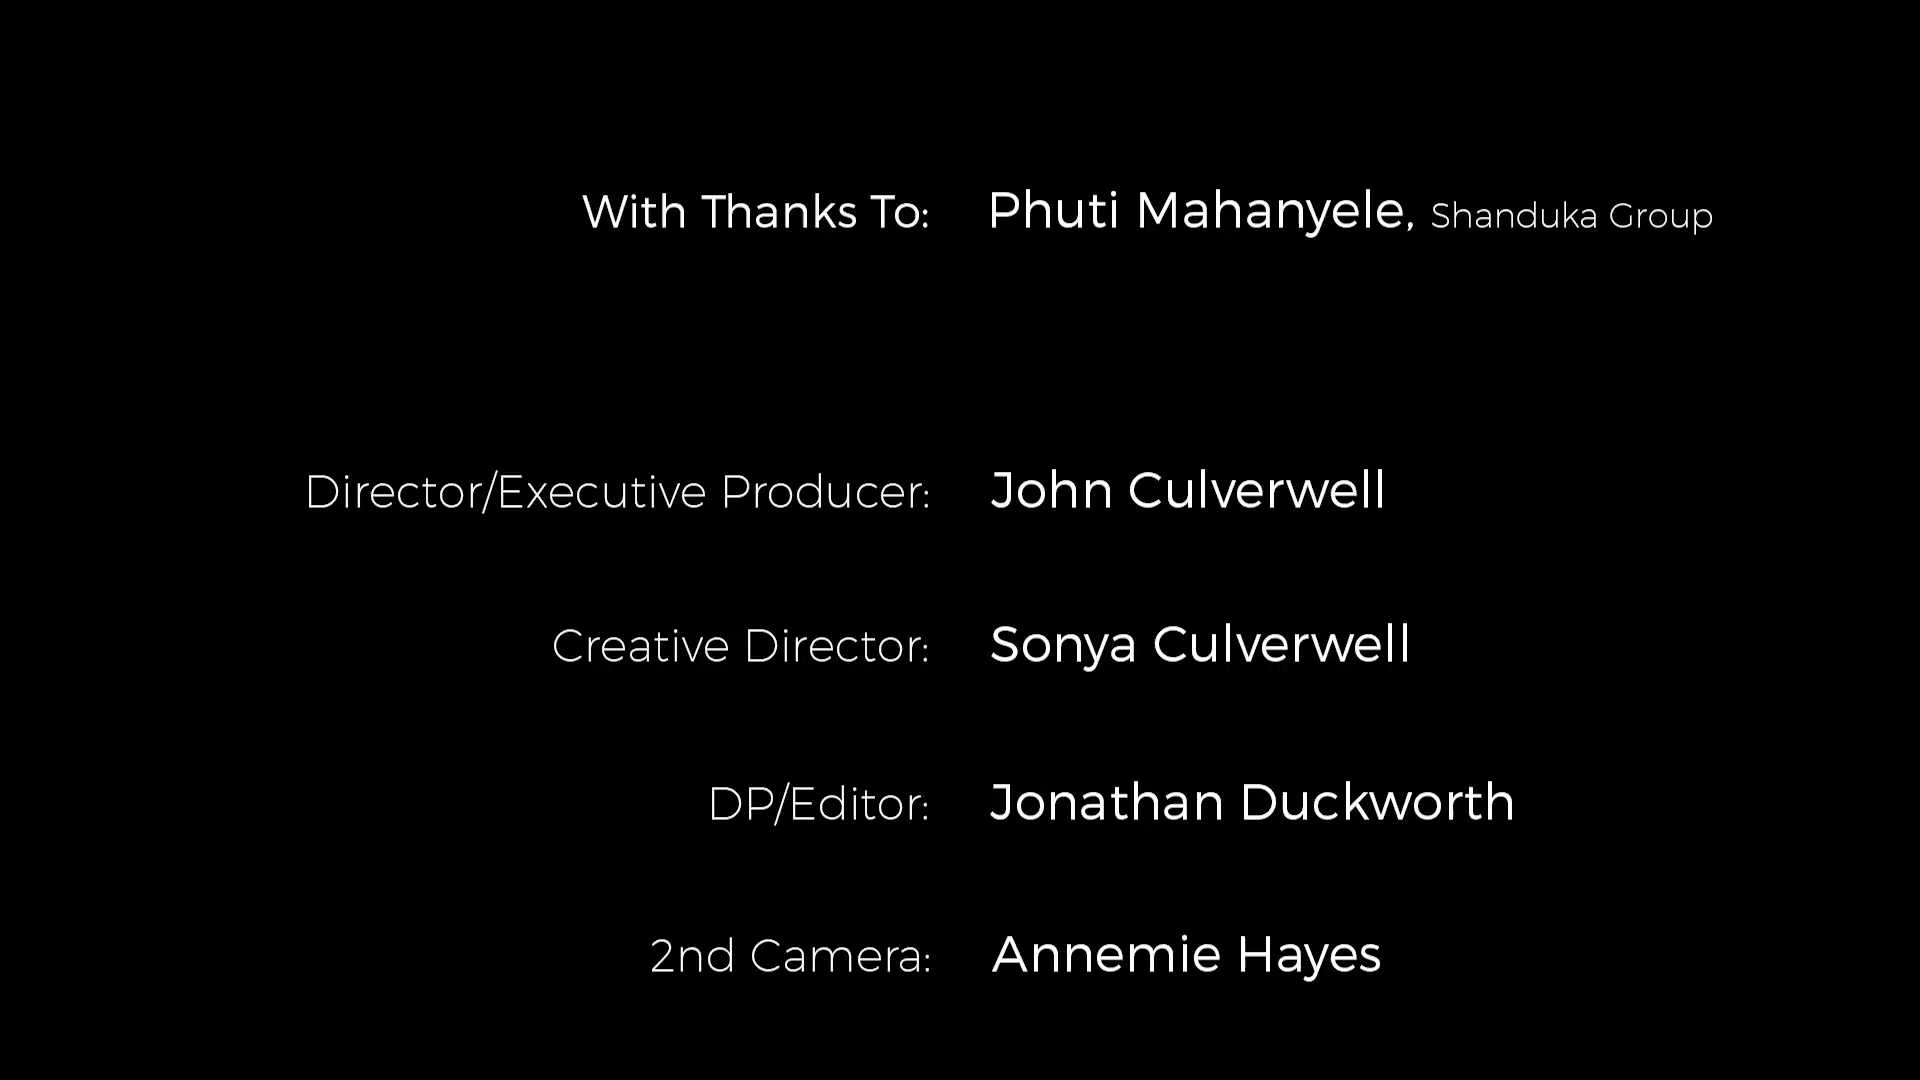 With Thanks To: Phuti Mahanyele, Shanduka Group
Director/Executive Producer: John Culverwell
Creative Director: Sonya Culverwell
DP/Editor: Jonathan Duckworth
2nd Camera: Annemie Hayes